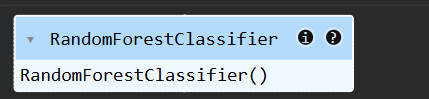 ▾ RandomForestClassifier i ?
RandomForestClassifier()